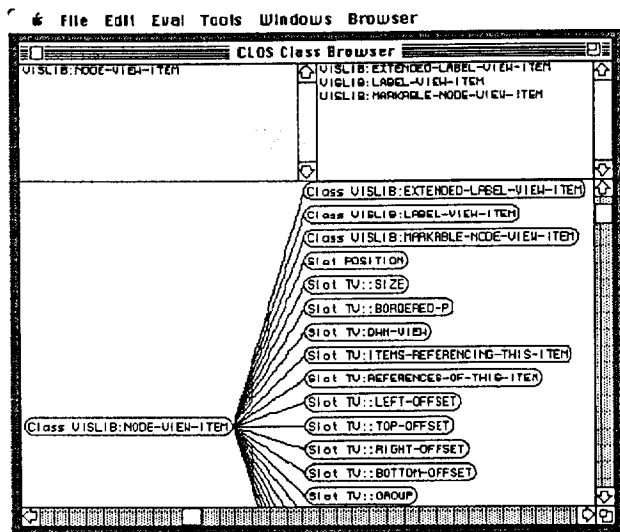 File Edit Eval Tools Windows Browser
CLOS Class Browser
VISLIB:NODE-VIEW-ITEM
VISLIB:EXTENDED-LABEL-VIEW-ITEM
VISLIB:LABEL-VIEW-ITEM
VISLIB:MARKABLE-NODE-VIEW-ITEM
Class VISLIB:EXTENDED-LABEL-VIEW-ITEM
Class VISLIB:LABEL-VIEW-ITEM
Class VISLIB:MARKABLE-NODE-VIEW-ITEM
Slot POSITION
Slot TV::SIZE
Slot TV::BORDERED-P
Slot TV:OWN-VIEW
Slot TV:ITEMS-REFERENCING-THIS-ITEM
Slot TV:REFERENCES-OF-THIS-ITEM
Slot TV::LEFT-OFFSET
Class VISLIB:NODE-VIEW-ITEM
Slot TV::TOP-OFFSET
Slot TV::RIGHT-OFFSET
Slot TV::BOTTOM-OFFSET
Slot TV::GROUP